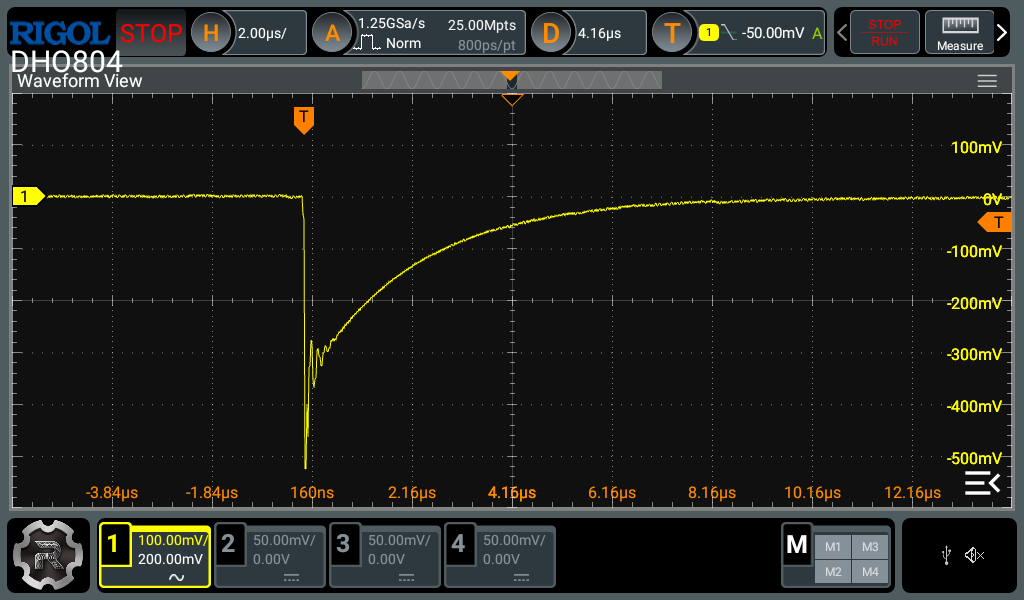 RIGOL STOP H 2.00µs/ A 1.25GSa/s 25.00Mpts D 4.16µs T 1 -50.00mV A STOP
Norm 800ps/pt RUN Measure
DHO804
Waveform View
T
100mV
1 0V
T
-100mV
-200mV
-300mV
-400mV
-500mV
-3.84µs -1.84µs 160ns 2.16µs 4.16µs 6.16µs 8.16µs 10.16µs 12.16µs
R 1 100.00mV/ 2 50.00mV/ 3 50.00mV/ 4 50.00mV/ M M1 M3
200.00mV 0.00V 0.00V 0.00V M2 M4